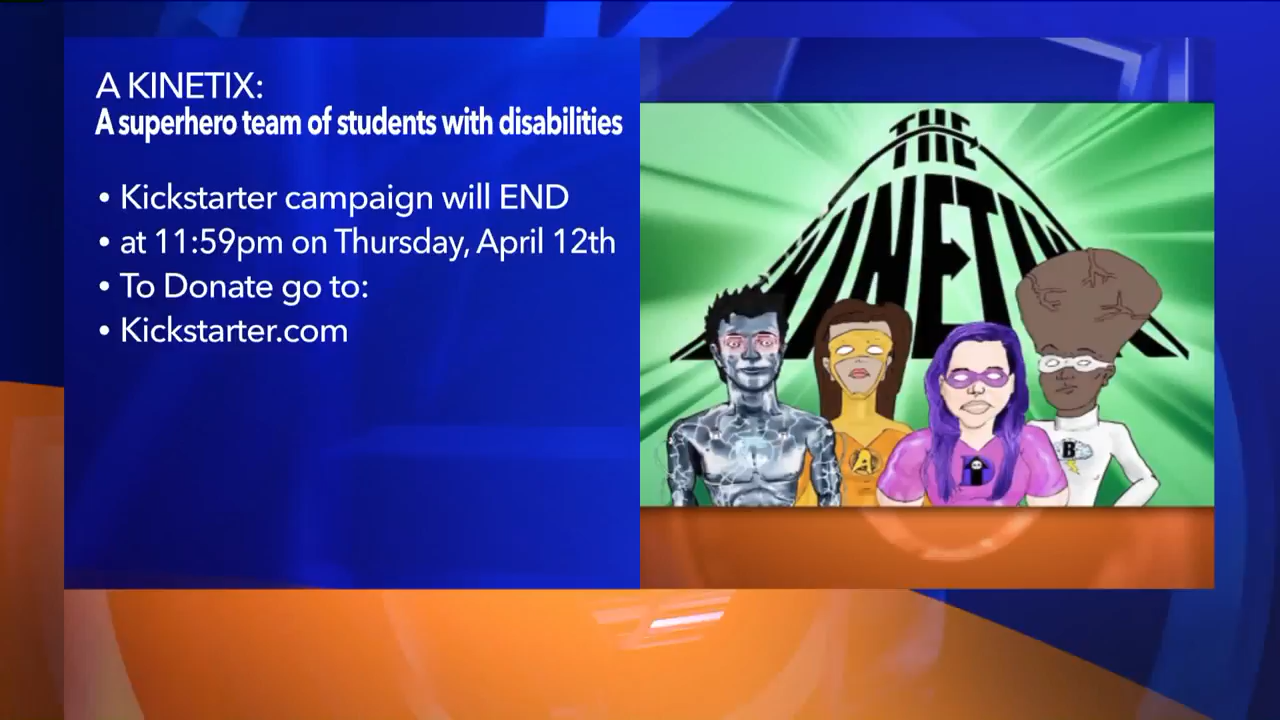 A KINETIX:
A superhero team of students with disabilities
• Kickstarter campaign will END
• at 11:59pm on Thursday, April 12th
• To Donate go to:
• Kickstarter.com
THE
KINETIX
A
B